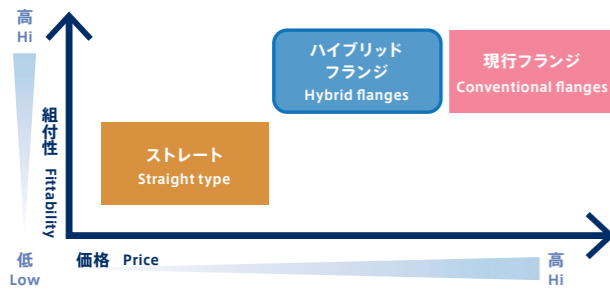 高
Hi
組付性 Fittability
低
Low
ストレート
Straight type
ハイブリッド
フランジ
Hybrid flanges
現行フランジ
Conventional flanges
価格 Price
高
Hi